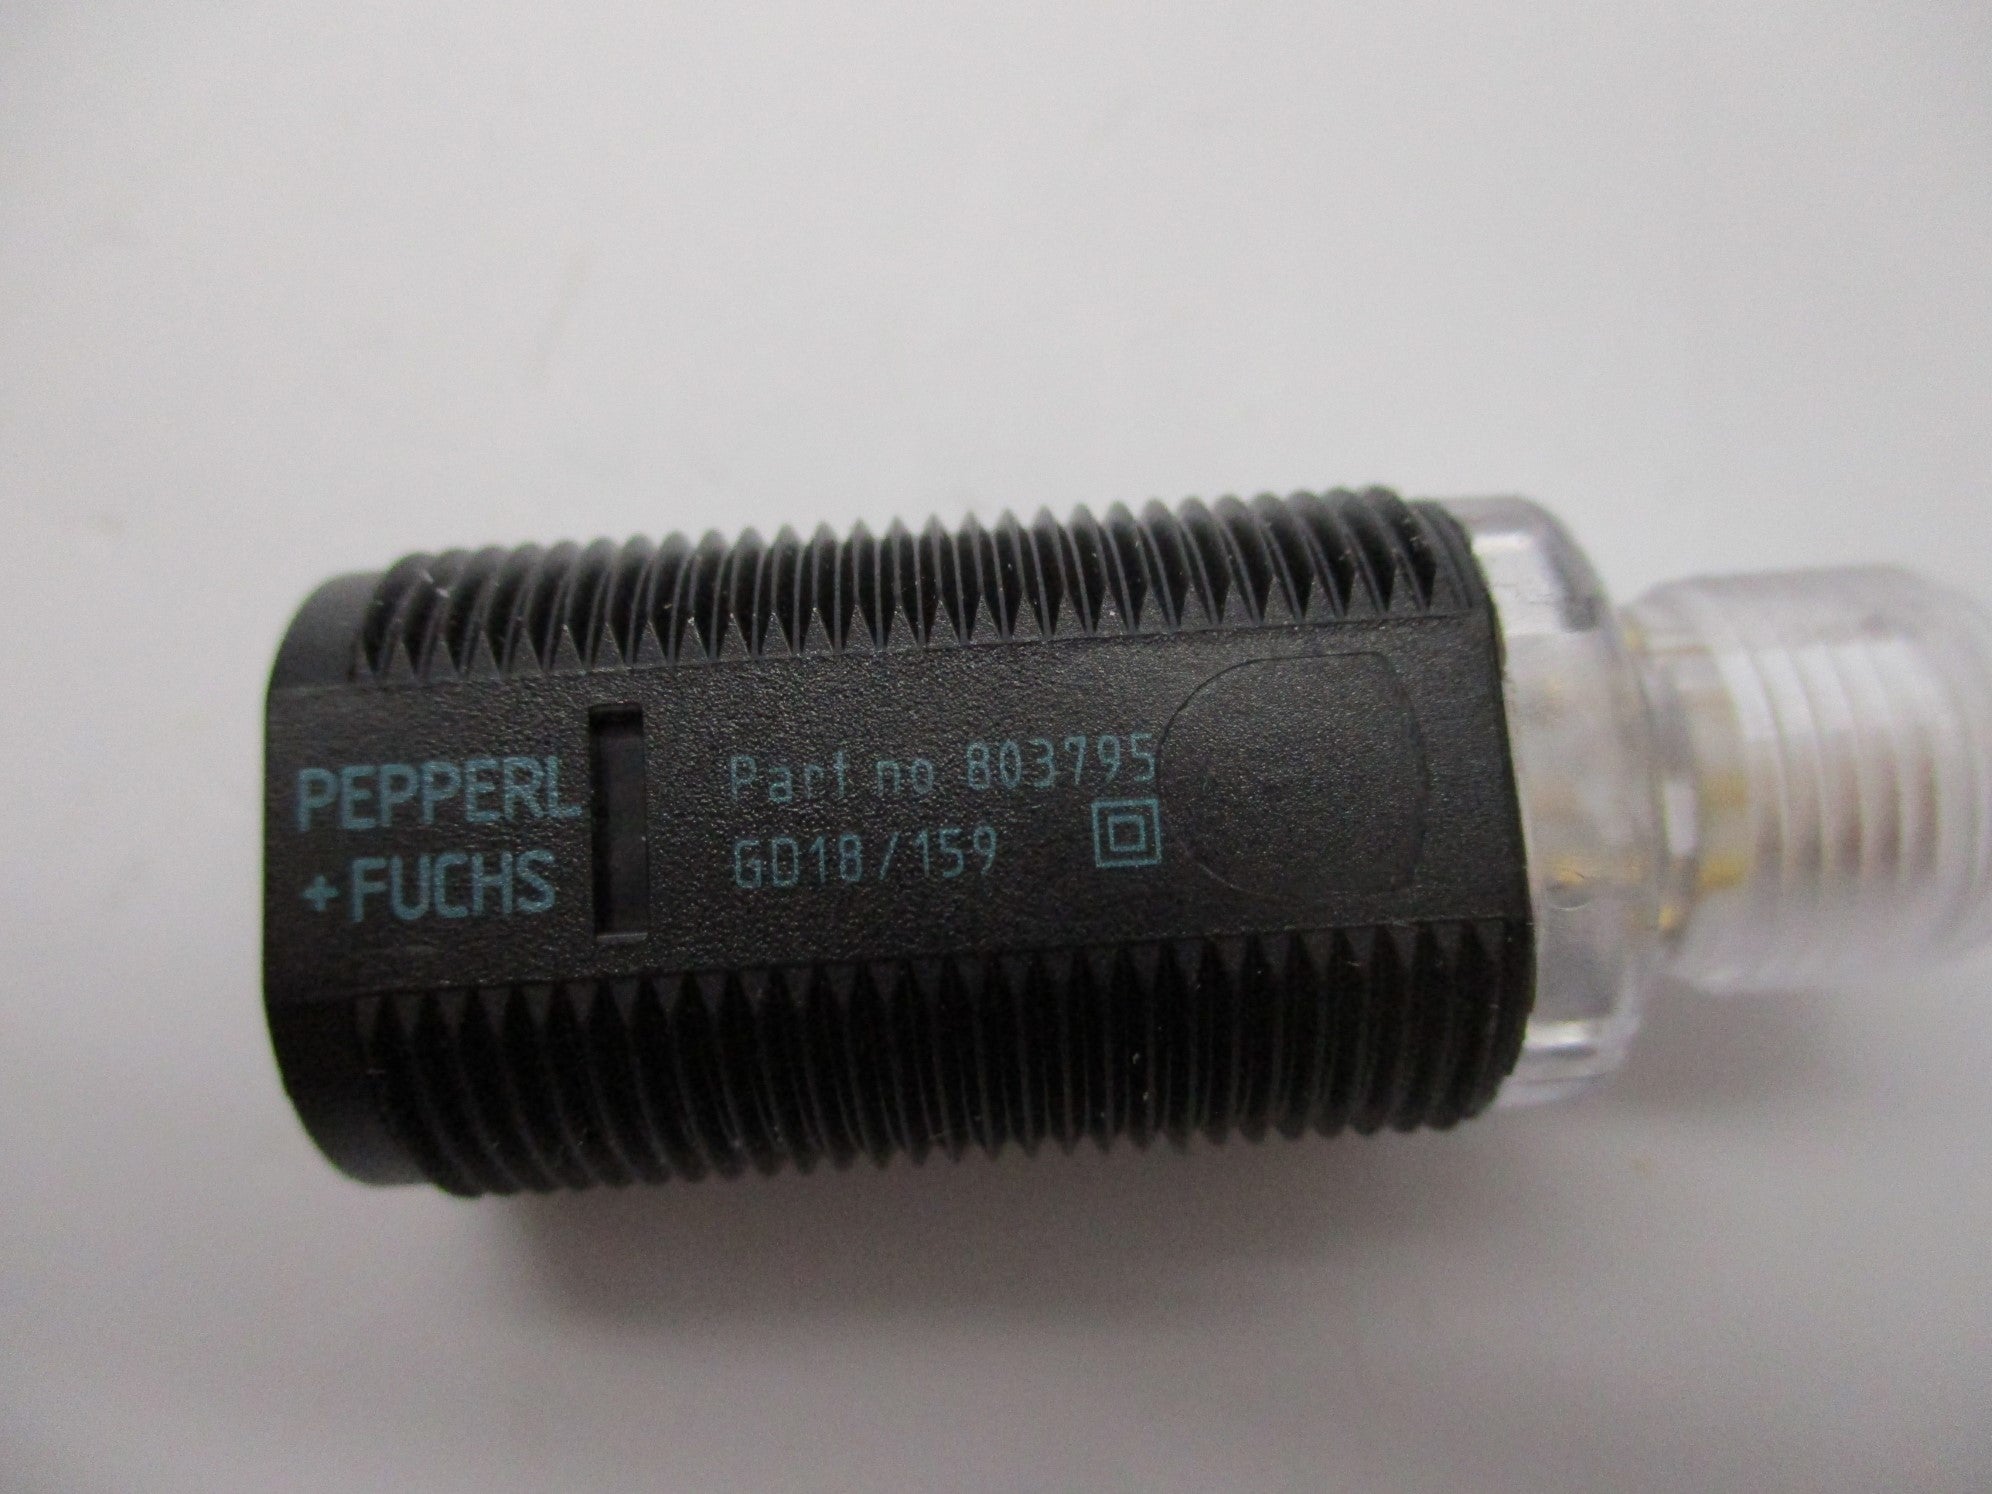 PEPPERL
+FUCHS
Part no 803795
GD18/159